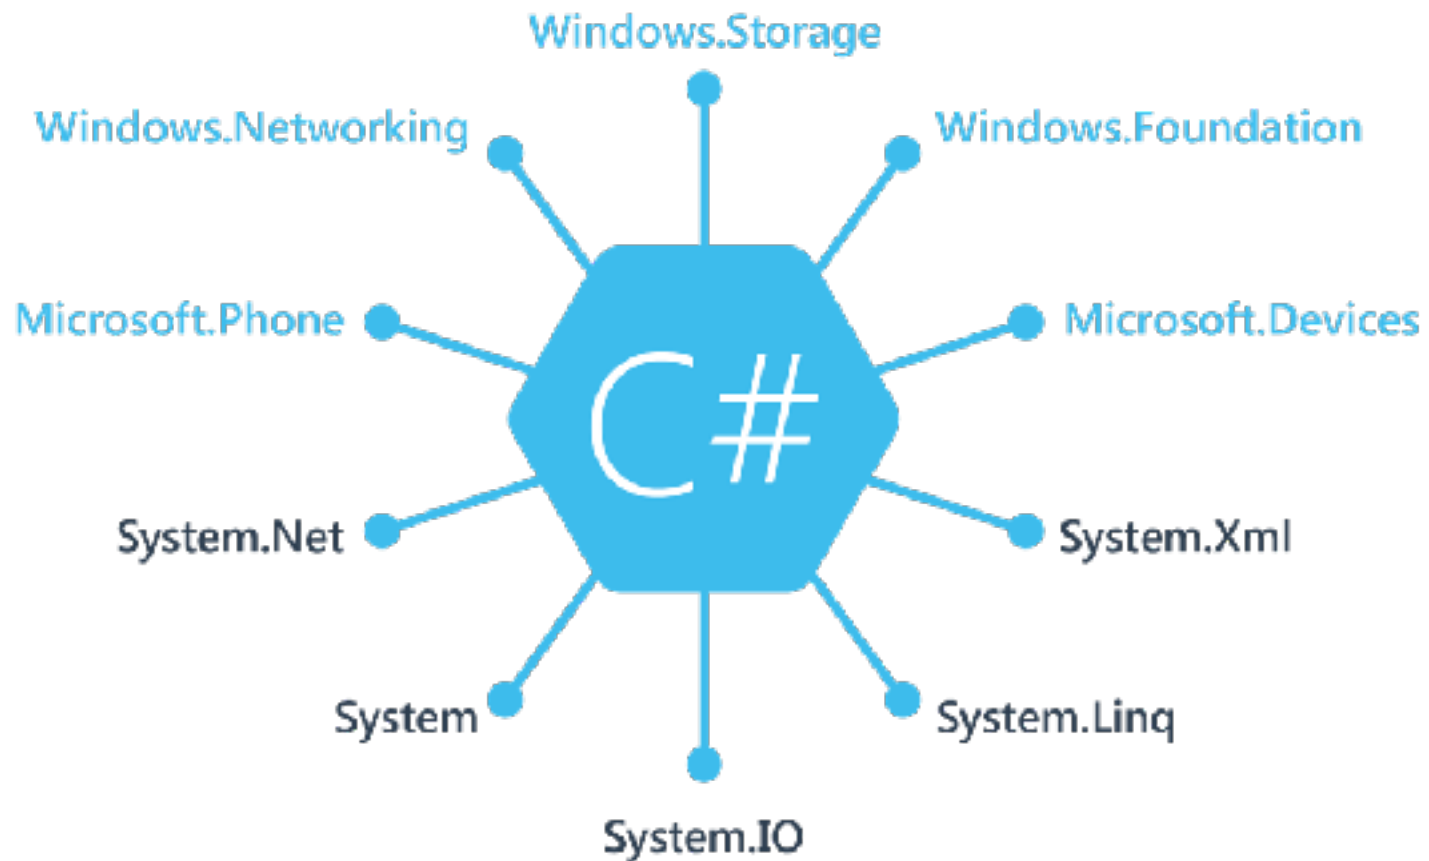 Windows.Storage
Windows.Networking
Windows.Foundation
Microsoft.Phone
Microsoft.Devices
C#
System.Net
System.Xml
System
System.Linq
System.IO